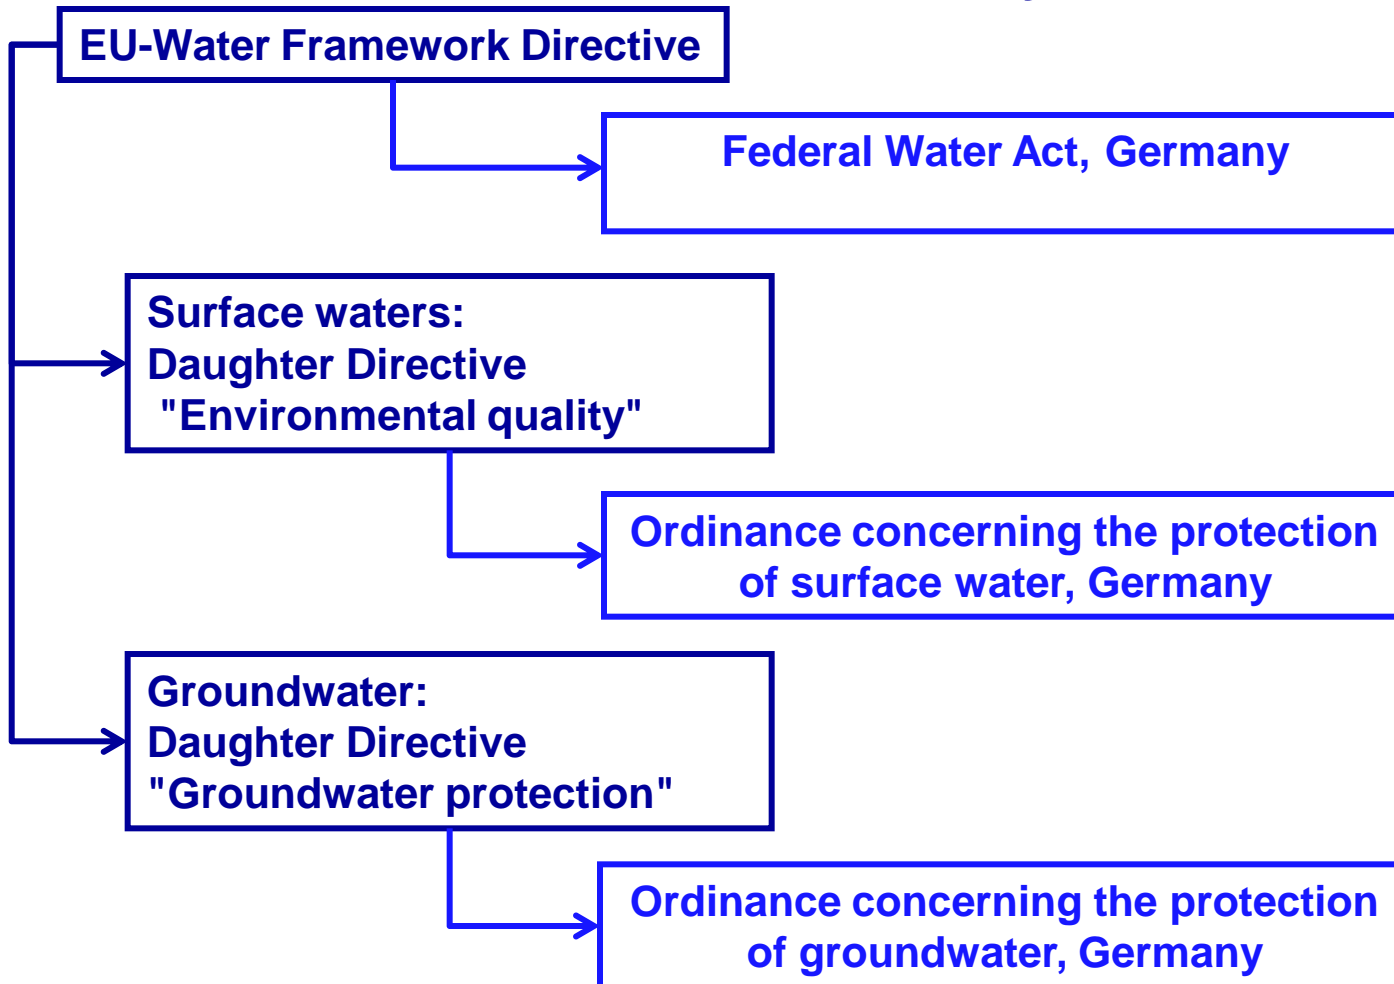 EU-Water Framework Directive
Federal Water Act, Germany
Surface waters:
Daughter Directive
"Environmental quality"
Ordinance concerning the protection
of surface water, Germany
Groundwater:
Daughter Directive
"Groundwater protection"
Ordinance concerning the protection
of groundwater, Germany